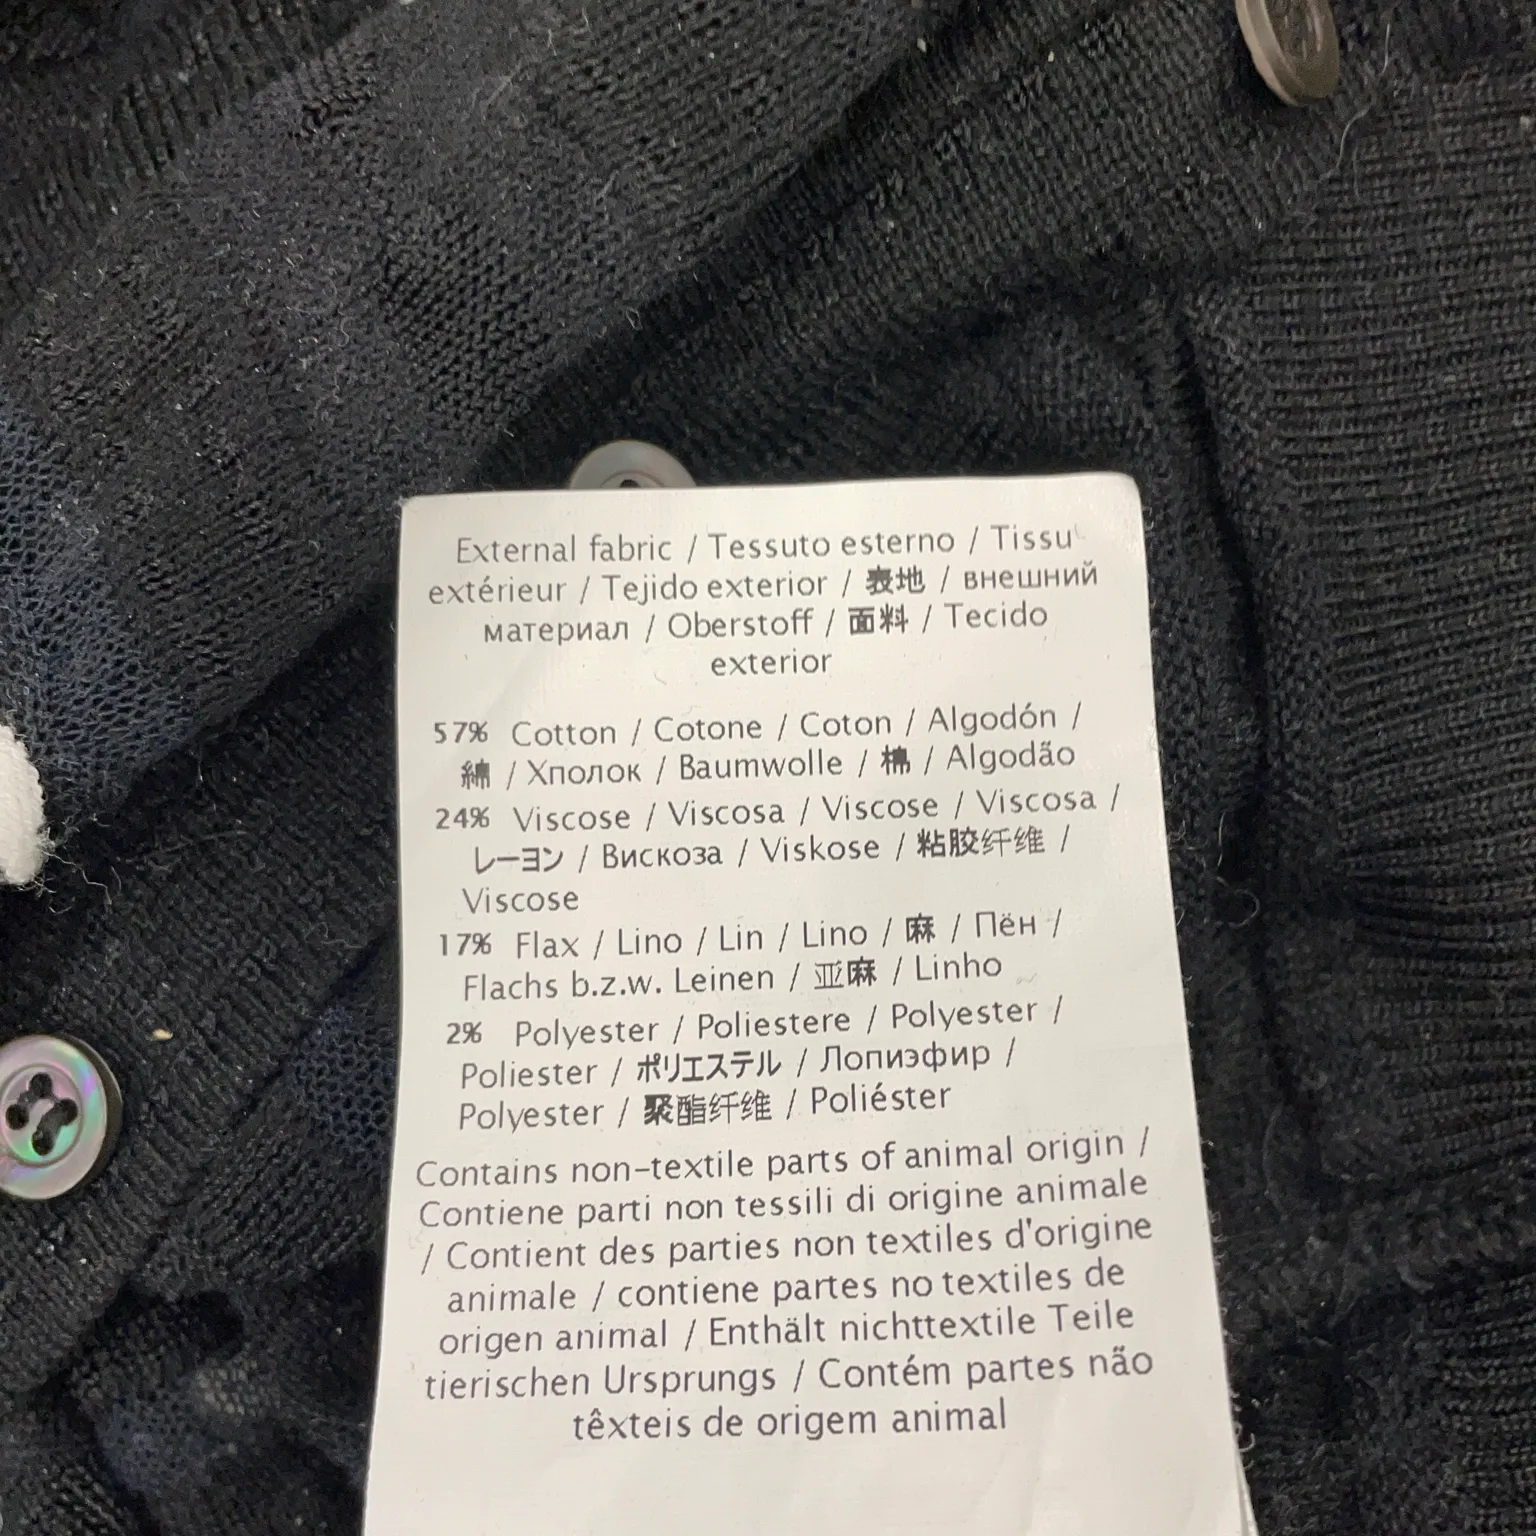 External fabric / Tessuto esterno / Tissu
extérieur / Tejido exterior / 表地 / внешний
материал / Oberstoff / 面料 / Tecido
exterior
57% Cotton / Cotone / Coton / Algodón /
綿 / Хполок / Baumwolle / 棉 / Algodão
24% Viscose / Viscosa / Viscose / Viscosa /
レーヨン / Вискоза / Viskose / 粘胶纤维 /
Viscose
17% Flax / Lino / Lin / Lino / 麻 / Пён /
Flachs b.z.w. Leinen / 亚麻 / Linho
2% Polyester / Poliestere / Polyester /
Poliester / ポリエステル / Лопиэфир /
Polyester / 聚酯纤维 / Poliéster
Contains non-textile parts of animal origin /
Contiene parti non tessili di origine animale
/ Contient des parties non textiles d'origine
animale / contiene partes no textiles de
origen animal / Enthält nichttextile Teile
tierischen Ursprungs / Contém partes não
têxteis de origem animal